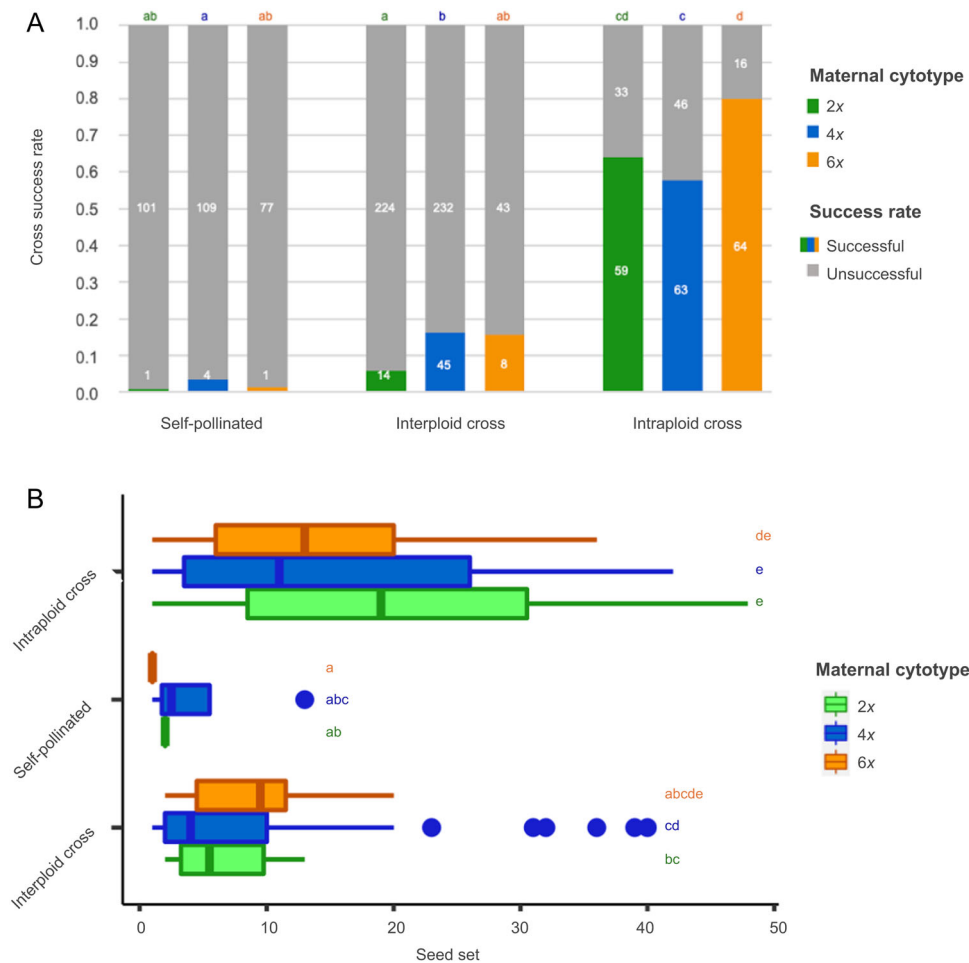 A
ab a ab a b ab cd c d
1.0
0.9
0.8
0.7
0.6
0.5
0.4
0.3
0.2
0.1
0.0
Cross success rate
101 109 77 224 232 43 33 46 16
1 4 1 14 45 8 59 63 64
Self-pollinated Interploid cross Intraploid cross
Maternal cytotype
2x
4x
6x
Success rate
Successful
Unsuccessful
B
Intraploid cross
de
e
e
Self-pollinated
a
abc
ab
Interploid cross
abcde
cd
bc
0 10 20 30 40 50
Seed set
Maternal cytotype
2x
4x
6x